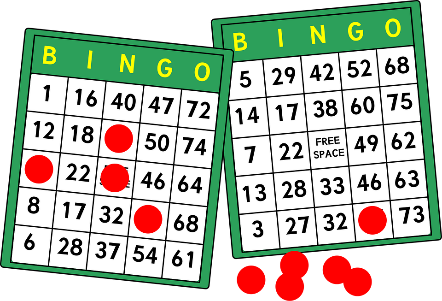 B I N G O
1 16 40 47 72
12 18 50 74
22 46 64
8 17 32 68
6 28 37 54 61
B I N G O
5 29 42 52 68
14 17 38 60 75
7 22 FREE SPACE 49 62
13 28 33 46 63
3 27 32 73